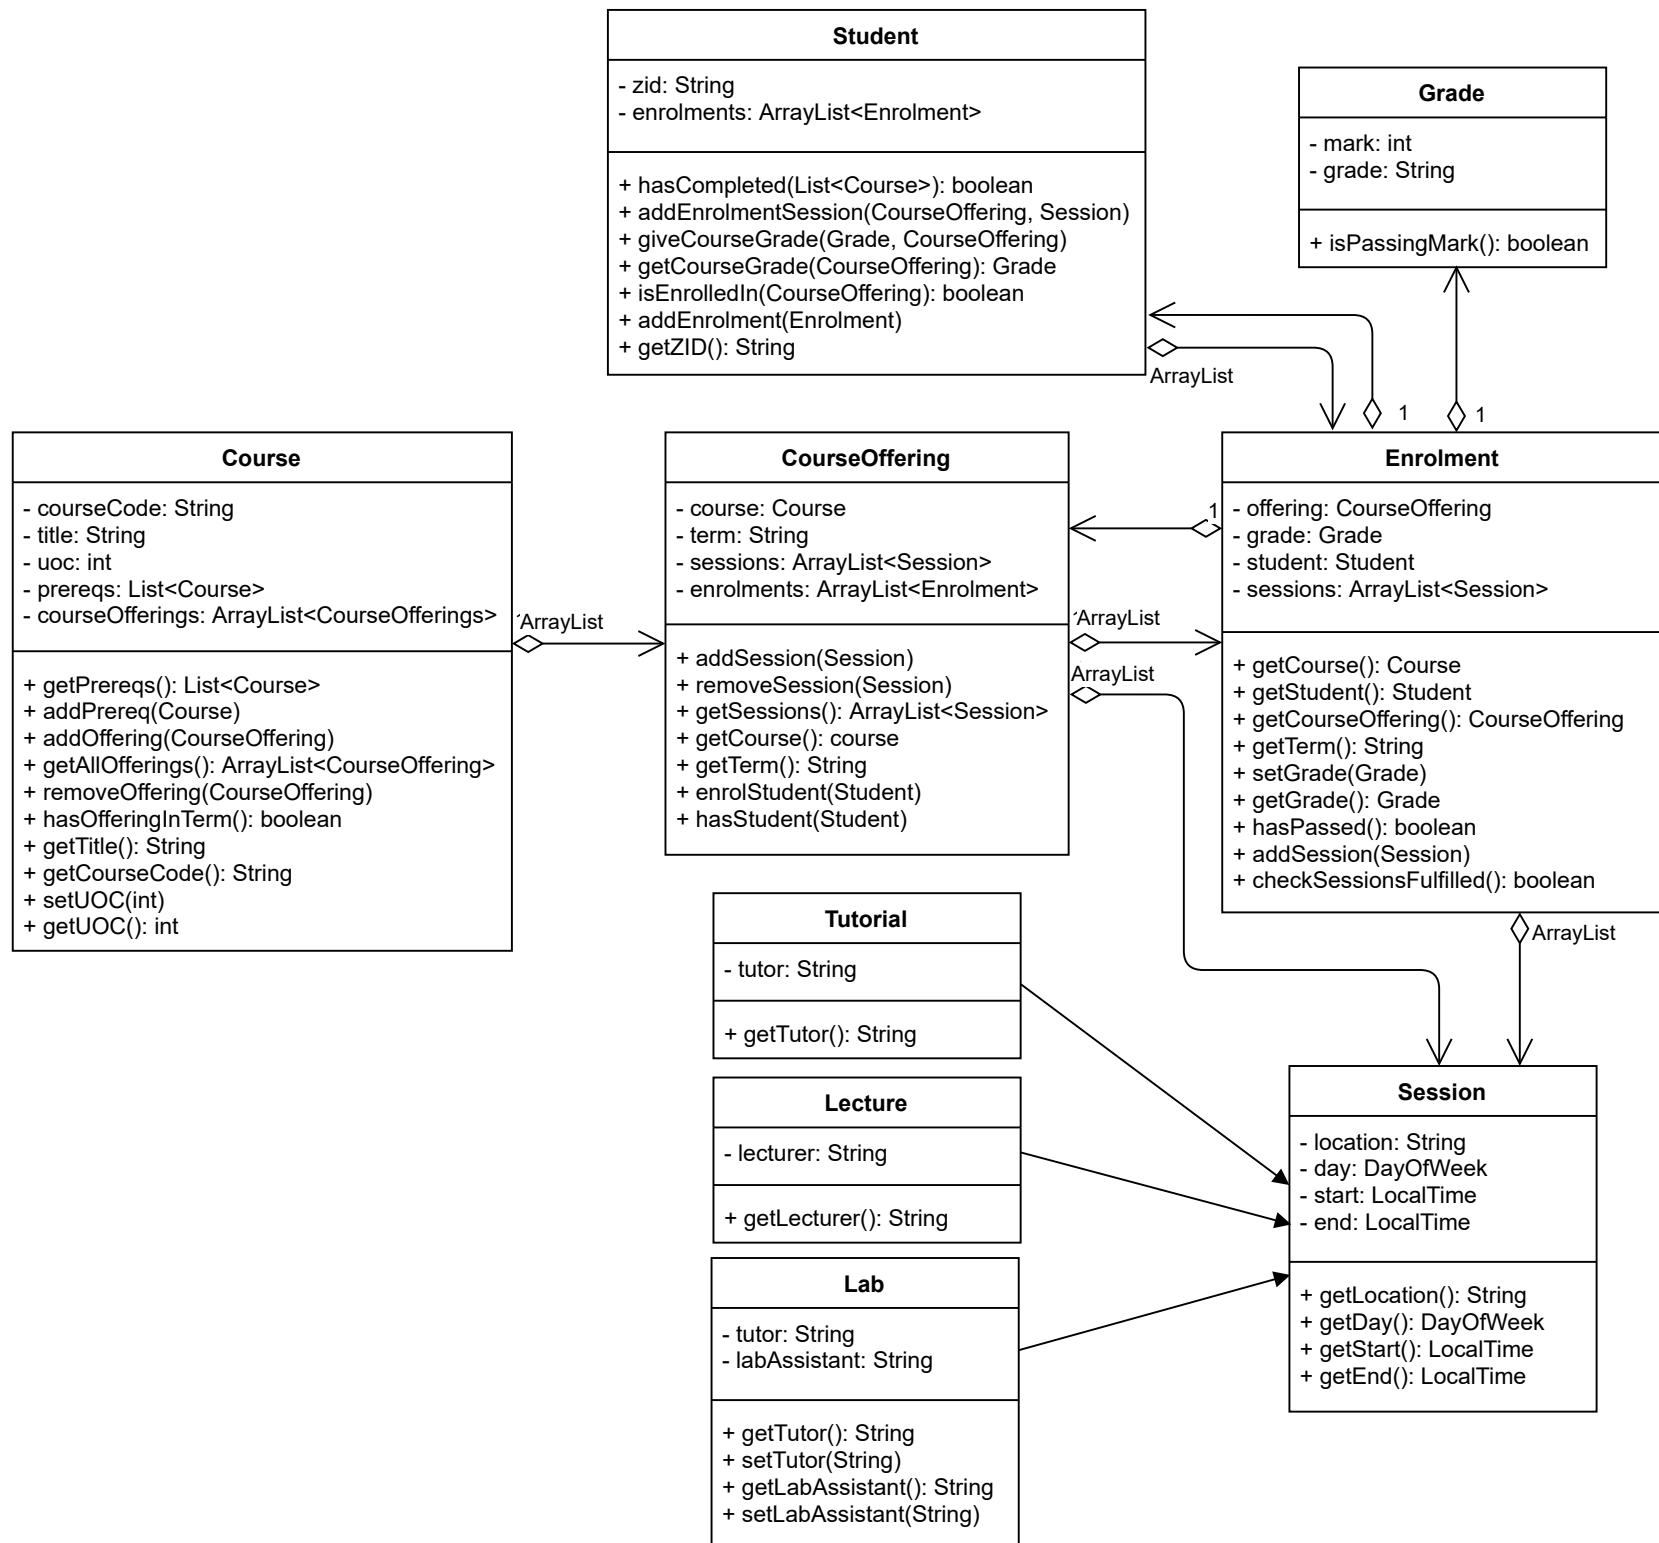 Student
- zid: String
- enrolments: ArrayList<Enrolment>
+ hasCompleted(List<Course>): boolean
+ addEnrolmentSession(CourseOffering, Session)
+ giveCourseGrade(Grade, CourseOffering)
+ getCourseGrade(CourseOffering): Grade
+ isEnrolledIn(CourseOffering): boolean
+ addEnrolment(Enrolment)
+ getZID(): String
ArrayList
Grade
- mark: int
- grade: String
+ isPassingMark(): boolean
1
1
Course
- courseCode: String
- title: String
- uoc: int
- prereqs: List<Course>
- courseOfferings: ArrayList<CourseOfferings>
+ getPrereqs(): List<Course>
+ addPrereq(Course)
+ addOffering(CourseOffering)
+ getAllOfferings(): ArrayList<CourseOffering>
+ removeOffering(CourseOffering)
+ hasOfferingInTerm(): boolean
+ getTitle(): String
+ getCourseCode(): String
+ setUOC(int)
+ getUOC(): int
ArrayList
CourseOffering
- course: Course
- term: String
- sessions: ArrayList<Session>
- enrolments: ArrayList<Enrolment>
+ addSession(Session)
+ removeSession(Session)
+ getSessions(): ArrayList<Session>
+ getCourse(): course
+ getTerm(): String
+ enrolStudent(Student)
+ hasStudent(Student)
1
ArrayList
ArrayList
Enrolment
- offering: CourseOffering
- grade: Grade
- student: Student
- sessions: ArrayList<Session>
+ getCourse(): Course
+ getStudent(): Student
+ getCourseOffering(): CourseOffering
+ getTerm(): String
+ setGrade(Grade)
+ getGrade(): Grade
+ hasPassed(): boolean
+ addSession(Session)
+ checkSessionsFulfilled(): boolean
ArrayList
Tutorial
- tutor: String
+ getTutor(): String
Lecture
- lecturer: String
+ getLecturer(): String
Lab
- tutor: String
- labAssistant: String
+ getTutor(): String
+ setTutor(String)
+ getLabAssistant(): String
+ setLabAssistant(String)
Session
- location: String
- day: DayOfWeek
- start: LocalTime
- end: LocalTime
+ getLocation(): String
+ getDay(): DayOfWeek
+ getStart(): LocalTime
+ getEnd(): LocalTime